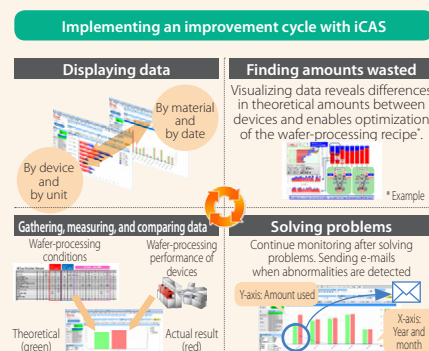 Implementing an improvement cycle with iCAS
Displaying data
By material
and
by date
By device
and
by unit
Finding amounts wasted
Visualizing data reveals differences
in theoretical amounts between
devices and enables optimization
of the wafer-processing recipe*.
* Example
Gathering, measuring, and comparing data
Wafer-processing
conditions
Wafer-processing
performance of
devices
Theoretical
(green)
Actual result
(red)
Solving problems
Continue monitoring after solving
problems. Sending e-mails
when abnormalities are detected
Y-axis: Amount used
X-axis:
Year and
month